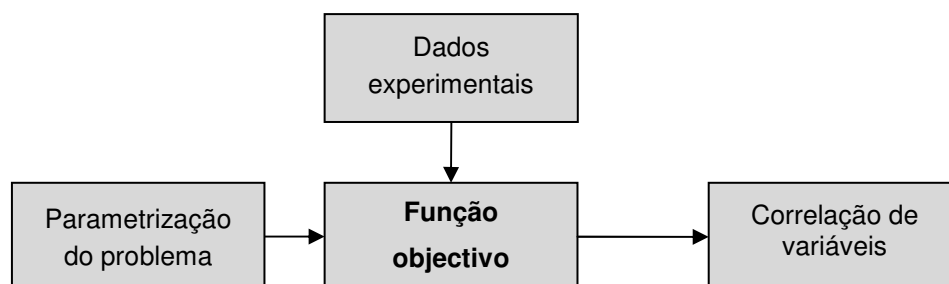 Dados
experimentais
Parametrização
do problema
Função
objectivo
Correlação de
variáveis